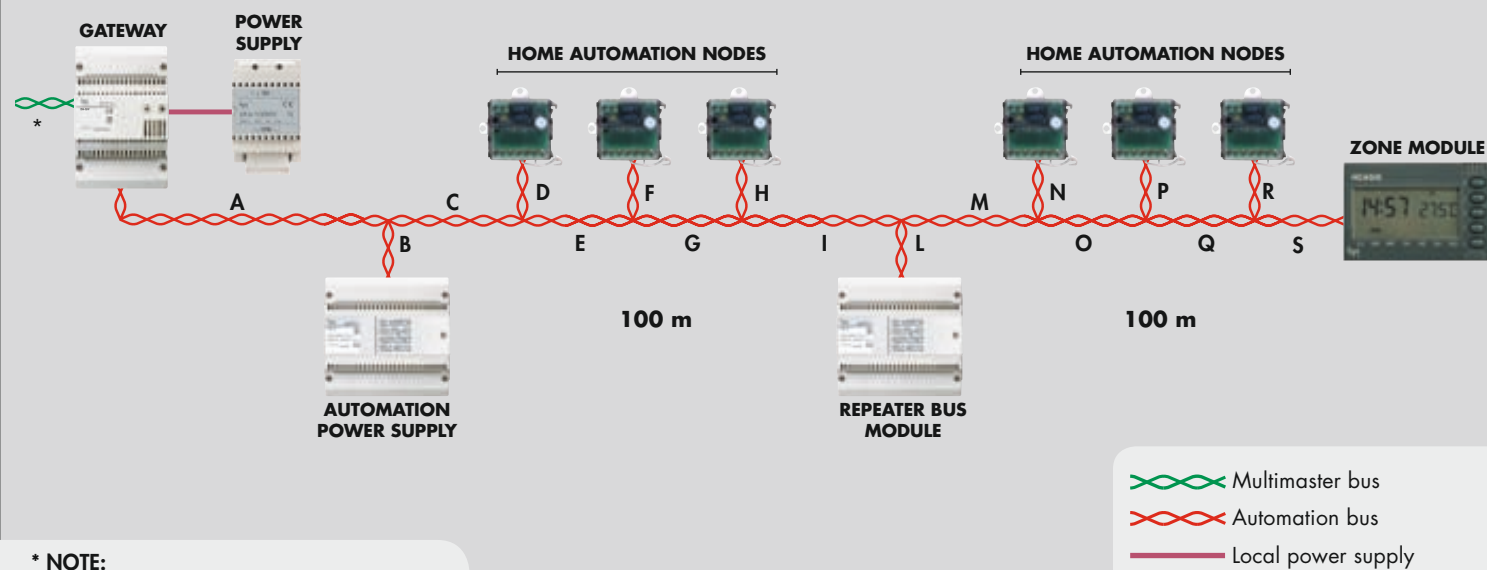 GATEWAY
POWER
SUPPLY
HOME AUTOMATION NODES
HOME AUTOMATION NODES
ZONE MODULE
*
A
C
D
F
H
M
N
P
R
B
E
G
I
L
O
Q
S
14:57
100 m
100 m
AUTOMATION
POWER SUPPLY
REPEATER BUS
MODULE
Multimaster bus
Automation bus
Local power supply
* NOTE: